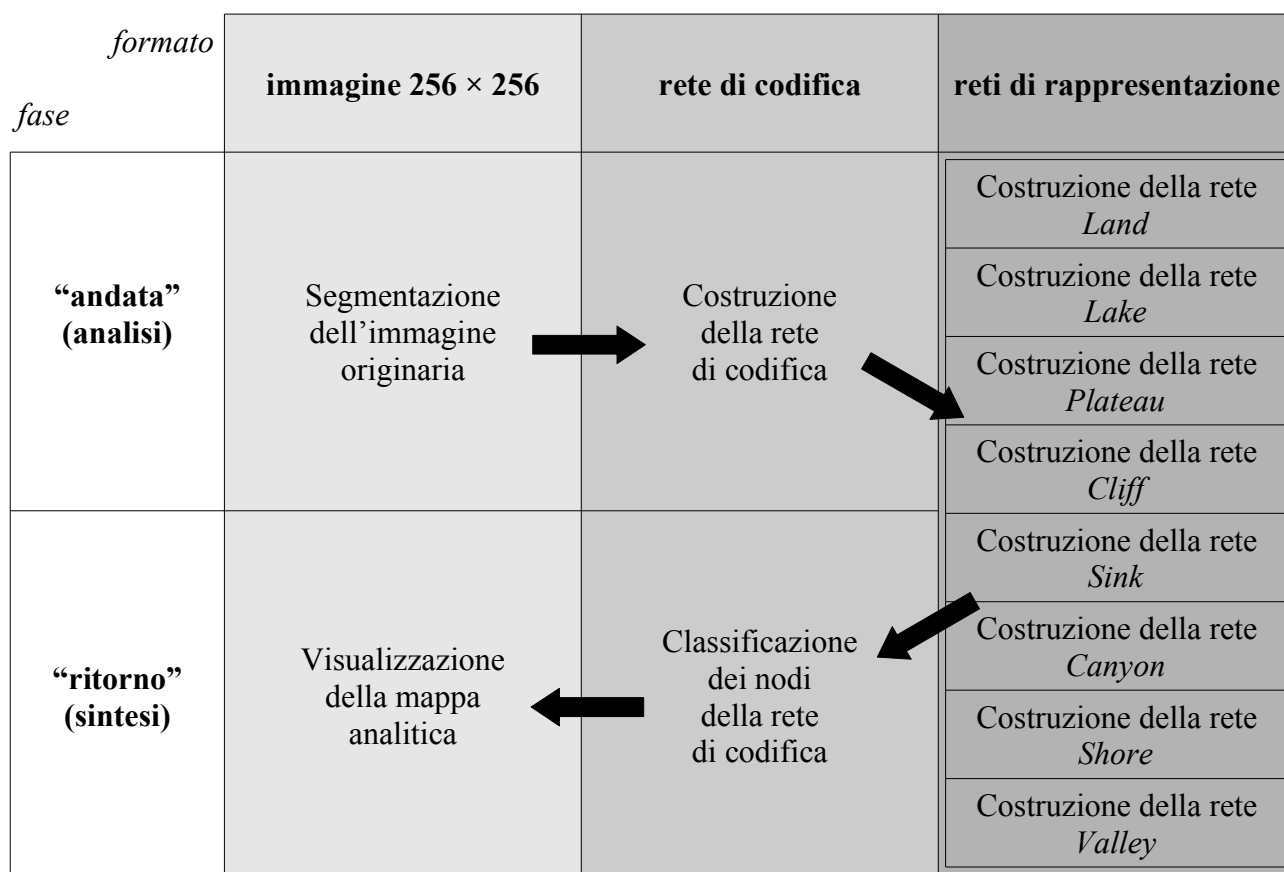 formato
fase
immagine 256 × 256
rete di codifica
reti di rappresentazione
“andata”
(analisi)
Segmentazione
dell’immagine
originaria
Costruzione
della rete
di codifica
Costruzione della rete
Land
Costruzione della rete
Lake
Costruzione della rete
Plateau
Costruzione della rete
Cliff
Costruzione della rete
Sink
Costruzione della rete
Canyon
Costruzione della rete
Shore
Costruzione della rete
Valley
“ritorno”
(sintesi)
Visualizzazione
della mappa
analitica
Classificazione
dei nodi
della rete
di codifica